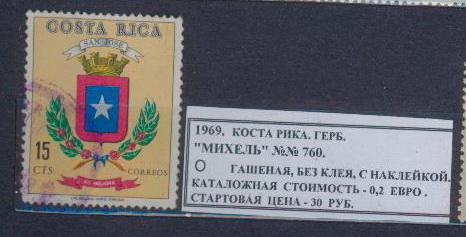 COSTA RICA
SAN JOSE
15
CTS
CORREOS
1969. КОСТА РИКА. ГЕРБ.
"МИХЕЛЬ" №№ 760.
О ГАШЕНАЯ, БЕЗ КЛЕЯ, С НАКЛЕЙКОЙ.
КАТАЛОЖНАЯ СТОИМОСТЬ - 0,2 ЕВРО .
СТАРТОВАЯ ЦЕНА - 30 РУБ.